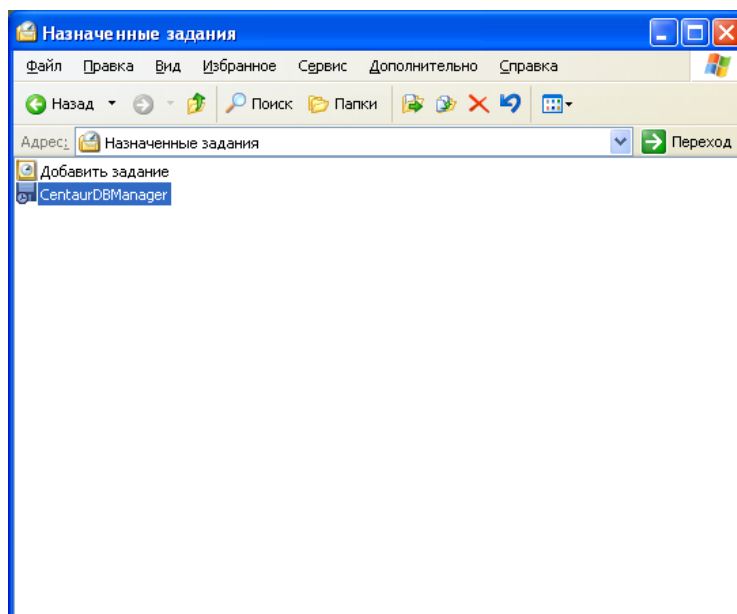 Назначенные задания
Файл Правка Вид Избранное Сервис Дополнительно Справка
Назад Поиск Папки
Адрес: Назначенные задания Переход
Добавить задание
CentaurDBManager